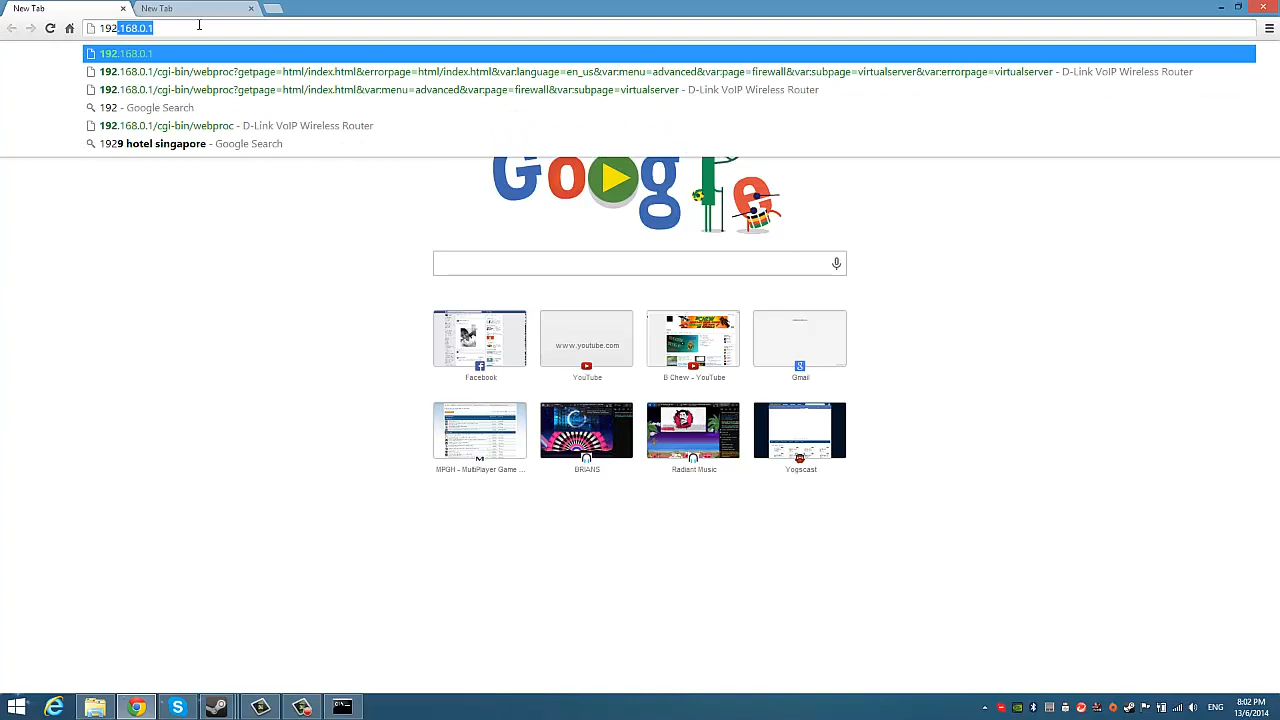 New Tab
New Tab
192.168.0.1
192.168.0.1
192.168.0.1/cgi-bin/webproc?getpage=html/index.html&errorpage=html/index.html&var:language=en_us&var:menu=advanced&var:page=firewall&var:subpage=virtualserver&var:errorpage=virtualserver - D-Link VoIP Wireless Router
192.168.0.1/cgi-bin/webproc?getpage=html/index.html&var:menu=advanced&var:page=firewall&var:subpage=virtualserver - D-Link VoIP Wireless Router
192 - Google Search
192.168.0.1/cgi-bin/webproc - D-Link VoIP Wireless Router
1929 hotel singapore - Google Search
Google
www.youtube.com
Facebook
YouTube
B Chew - YouTube
Gmail
MPGH - MultiPlayer Game ...
BRIANS
Radiant Music
Yogscast
ENG
8:02 PM
13/6/2014